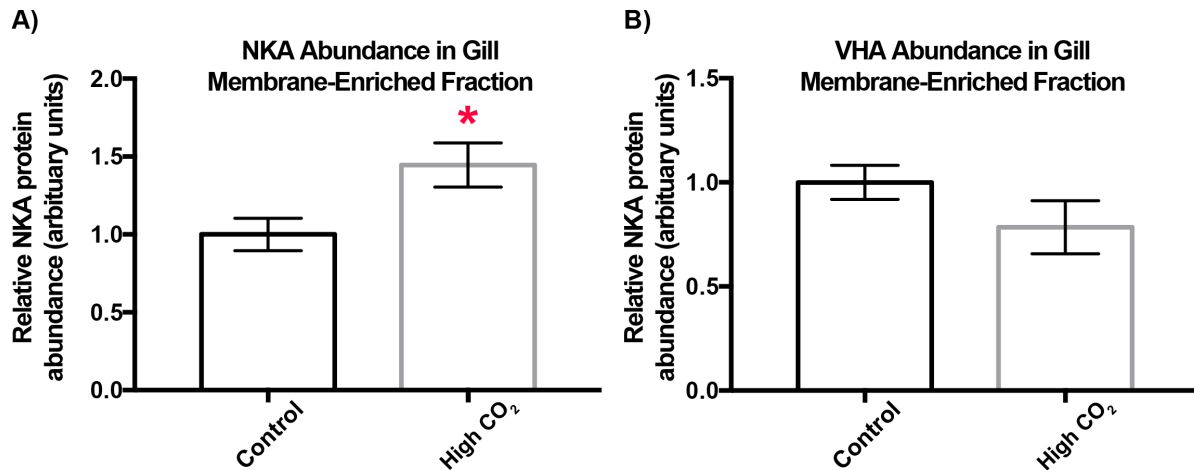 A)
NKA Abundance in Gill
Membrane-Enriched Fraction
Relative NKA protein
abundance (arbituary units)
2.0
1.5
1.0
0.5
0.0
*
Control
High CO₂
B)
VHA Abundance in Gill
Membrane-Enriched Fraction
Relative NKA protein
abundance (arbituary units)
1.5
1.0
0.5
0.0
Control
High CO₂